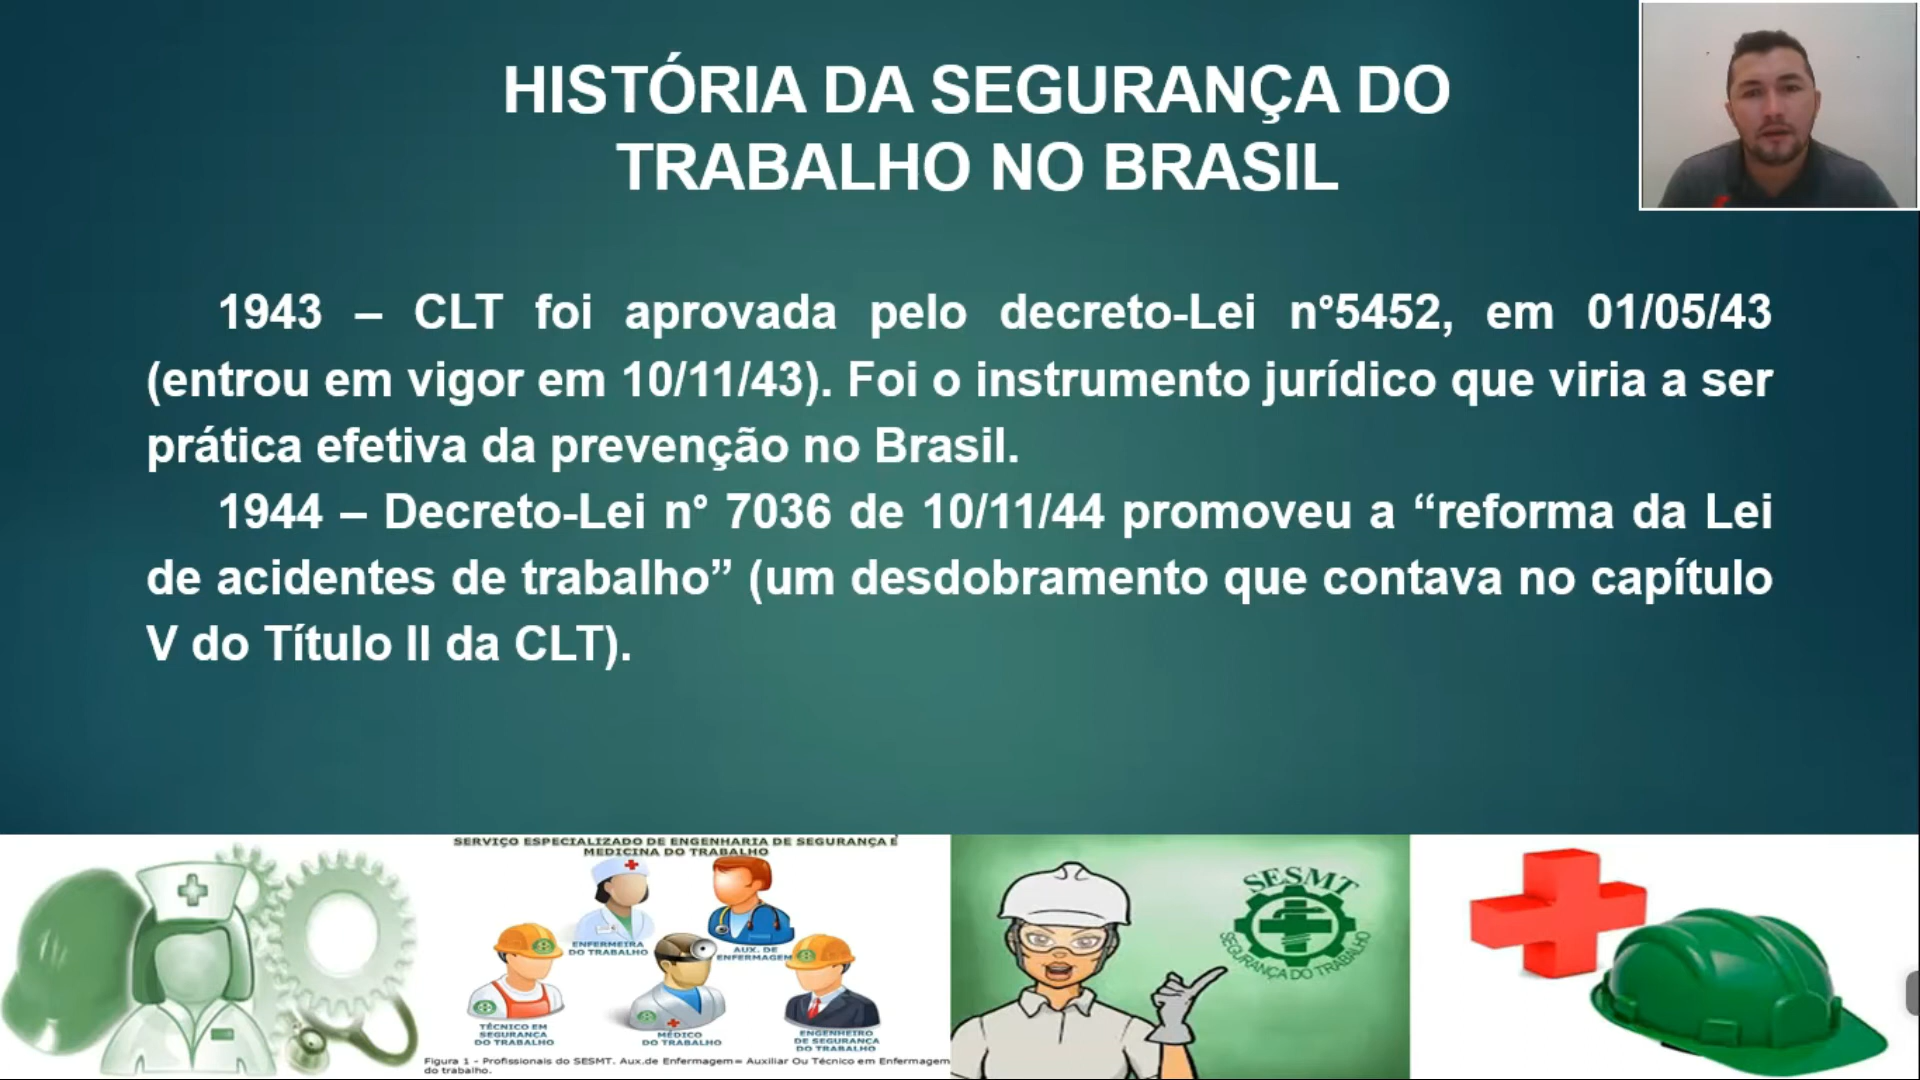 HISTÓRIA DA SEGURANÇA DO
TRABALHO NO BRASIL
1943 – CLT foi aprovada pelo decreto-Lei n°5452, em 01/05/43
(entrou em vigor em 10/11/43). Foi o instrumento jurídico que viria a ser
prática efetiva da prevenção no Brasil.
1944 – Decreto-Lei n° 7036 de 10/11/44 promoveu a “reforma da Lei
de acidentes de trabalho” (um desdobramento que contava no capítulo
V do Título II da CLT).
SERVIÇO ESPECIALIZADO DE ENGENHARIA DE SEGURANÇA E
MEDICINA DO TRABALHO
ENFERMEIRA
DO TRABALHO
AUX. DE
ENFERMAGEM
TÉCNICO EM
SEGURANÇA
DO TRABALHO
MÉDICO
DO TRABALHO
ENGENHEIRO
DE SEGURANÇA
DO TRABALHO
Figura 1 - Profissionais do SESMT. Aux.de Enfermagem= Auxiliar Ou Técnico em Enfermagem
do trabalho.
SESMT
SEGURANÇA DO TRABALHO